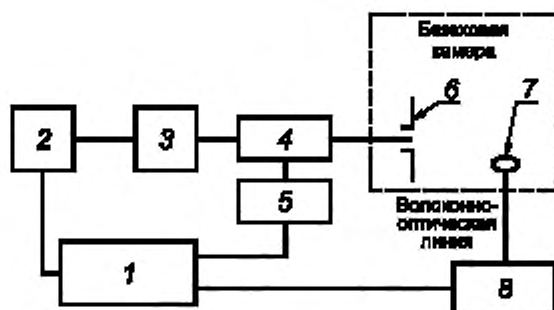 Безэховая
камера
6
7
2
3
4
5
Волоконно-
оптическая
линия
1
8